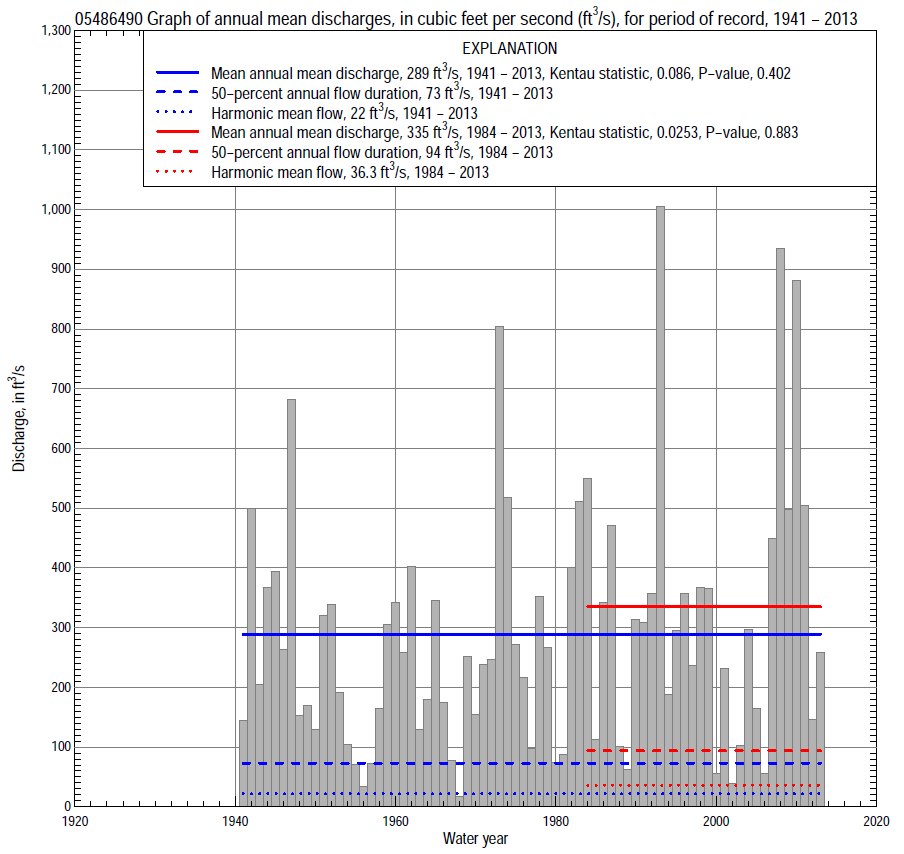 05486490 Graph of annual mean discharges, in cubic feet per second (ft³/s), for period of record, 1941 – 2013
EXPLANATION
Mean annual mean discharge, 289 ft³/s, 1941 – 2013, Kentau statistic, 0.086, P–value, 0.402
50–percent annual flow duration, 73 ft³/s, 1941 – 2013
Harmonic mean flow, 22 ft³/s, 1941 – 2013
Mean annual mean discharge, 335 ft³/s, 1984 – 2013, Kentau statistic, 0.0253, P–value, 0.883
50–percent annual flow duration, 94 ft³/s, 1984 – 2013
Harmonic mean flow, 36.3 ft³/s, 1984 – 2013
1,300
1,200
1,100
1,000
900
800
700
600
500
400
300
200
100
0
Discharge, in ft³/s
1920 1940 1960 1980 2000 2020
Water year